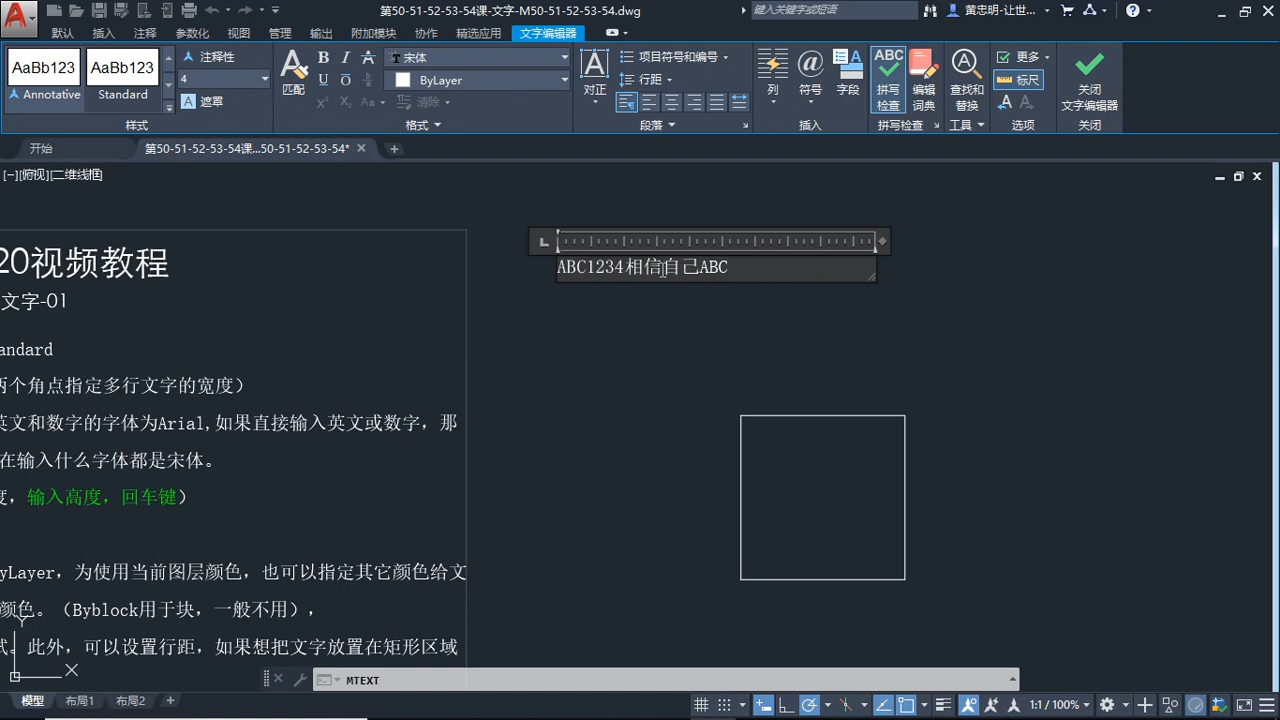 第50-51-52-53-54课-文字-M50-51-52-53-54.dwg
键入关键字或短语
黄志明-让世...
默认 插入 注释 参数化 视图 管理 输出 附加模块 协作 精选应用 文字编辑器
AaBb123 AaBb123 注释性 匹配 B I A 宋体 对正 项目符号和编号 列 @ 符号 字段 ABC 拼写检查 编辑词典 查找和替换 更多 关闭文字编辑器
Annotative Standard 4 U O ByLayer 行距 标尺
遮罩 Aa 清除
样式 格式 段落 插入 拼写检查 工具 选项 关闭
开始 第50-51-52-53-54课...50-51-52-53-54*
[一][俯视][二维线框]
20视频教程
文字-01
andard
两个角点指定多行文字的宽度）
英文和数字的字体为Arial,如果直接输入英文或数字，那
在输入什么字体都是宋体。
度，输入高度，回车键）
yLayer，为使用当前图层颜色，也可以指定其它颜色给文
颜色。（Byblock用于块，一般不用），
式。此外，可以设置行距，如果想把文字放置在矩形区域
ABC1234相信自己ABC
Y
X
MTEXT
模型 布局1 布局2 1:1 / 100%